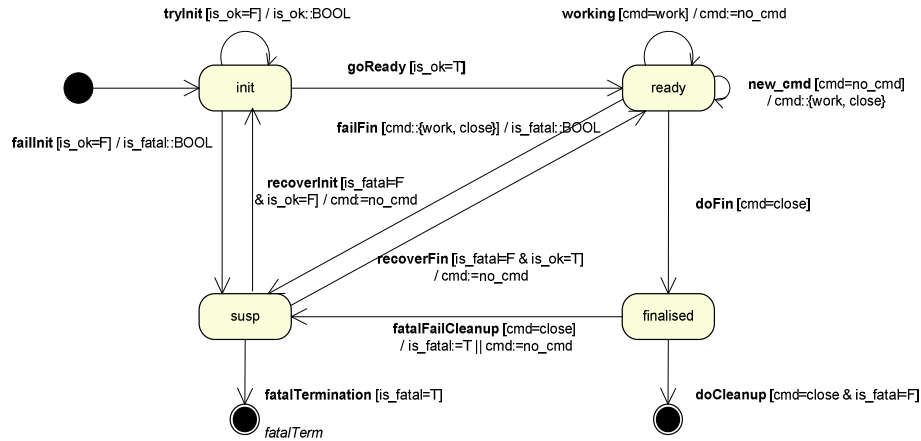 tryInit [is_ok=F] / is_ok::BOOL
working [cmd=work] / cmd:=no_cmd
goReady [is_ok=T]
init
ready
new_cmd [cmd=no_cmd]
/ cmd::{work, close}
failInit [is_ok=F] / is_fatal::BOOL
failFin [cmd::{work, close}] / is_fatal::BOOL
recoverInit [is_fatal=F
& is_ok=F] / cmd:=no_cmd
doFin [cmd=close]
recoverFin [is_fatal=F & is_ok=T]
/ cmd:=no_cmd
susp
finalised
fatalFailCleanup [cmd=close]
/ is_fatal:=T || cmd:=no_cmd
fatalTermination [is_fatal=T]
doCleanup [cmd=close & is_fatal=F]
fatalTerm